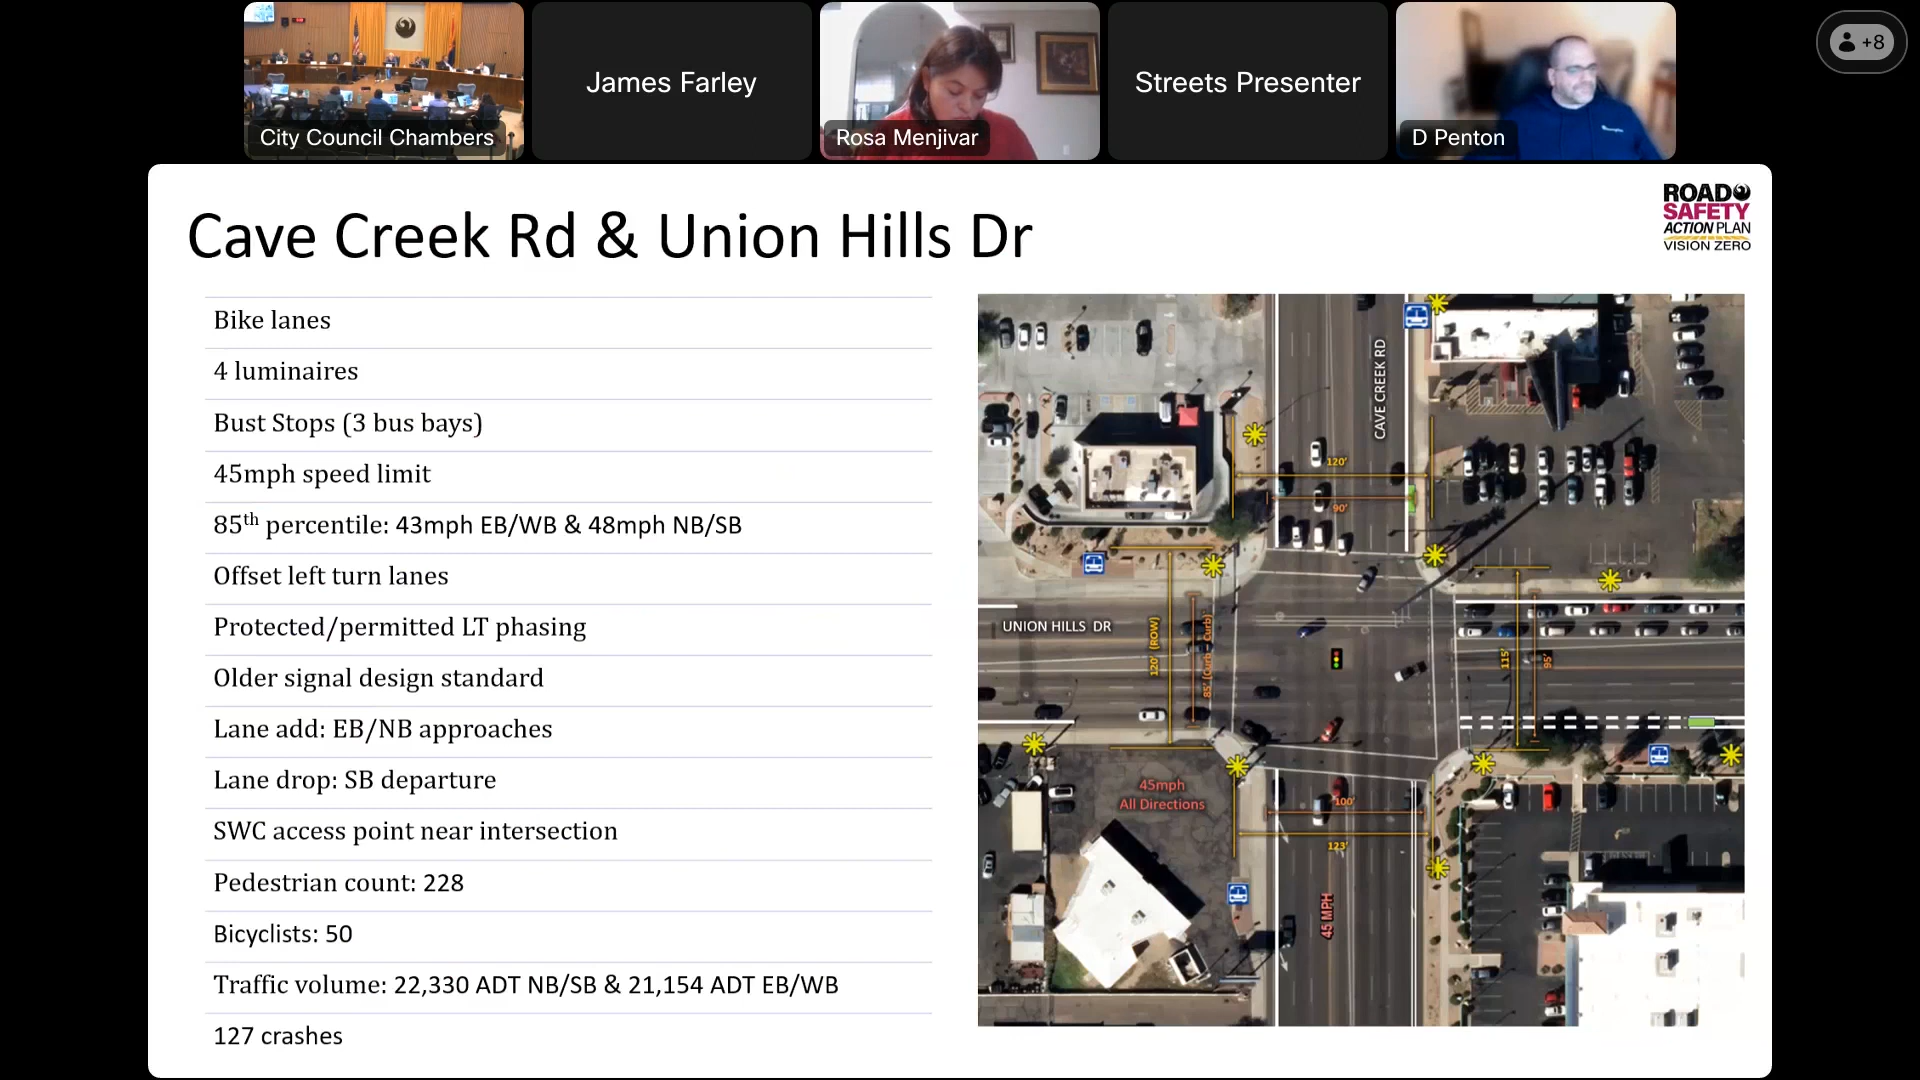 City Council Chambers
James Farley
Rosa Menjivar
Streets Presenter
D Penton
+8
Cave Creek Rd & Union Hills Dr
ROAD
SAFETY
ACTION PLAN
VISION ZERO
Bike lanes
4 luminaires
Bust Stops (3 bus bays)
45mph speed limit
85th percentile: 43mph EB/WB & 48mph NB/SB
Offset left turn lanes
Protected/permitted LT phasing
Older signal design standard
Lane add: EB/NB approaches
Lane drop: SB departure
SWC access point near intersection
Pedestrian count: 228
Bicyclists: 50
Traffic volume: 22,330 ADT NB/SB & 21,154 ADT EB/WB
127 crashes
CAVE CREEK RD
120'
90'
UNION HILLS DR
120' (ROW)
85' (Curb - Curb)
115'
95'
45mph
All Directions
100'
123'
45 MPH